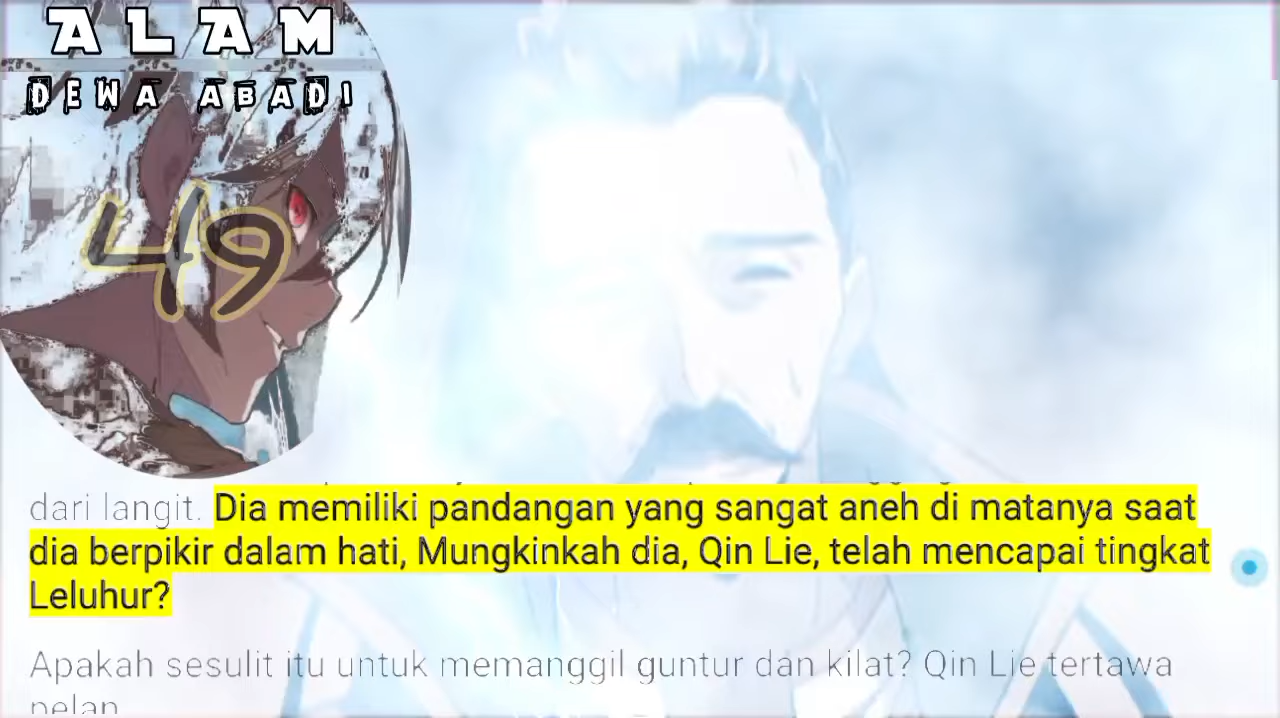 ALAM
DEWA ABADI
49
dari langit. Dia memiliki pandangan yang sangat aneh di matanya saat
dia berpikir dalam hati, Mungkinkah dia, Qin Lie, telah mencapai tingkat
Leluhur?
Apakah sesulit itu untuk memanggil guntur dan kilat? Qin Lie tertawa
pelan